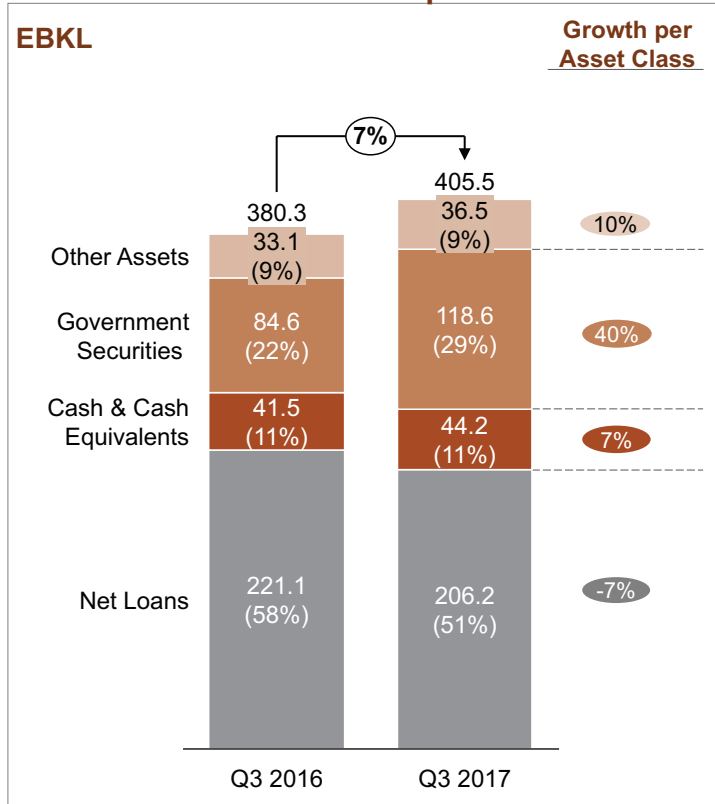 EBKL
Growth per
Asset Class
7%
380.3
405.5
Other Assets
33.1
(9%)
36.5
(9%)
10%
Government
Securities
84.6
(22%)
118.6
(29%)
40%
Cash & Cash
Equivalents
41.5
(11%)
44.2
(11%)
7%
Net Loans
221.1
(58%)
206.2
(51%)
-7%
Q3 2016
Q3 2017